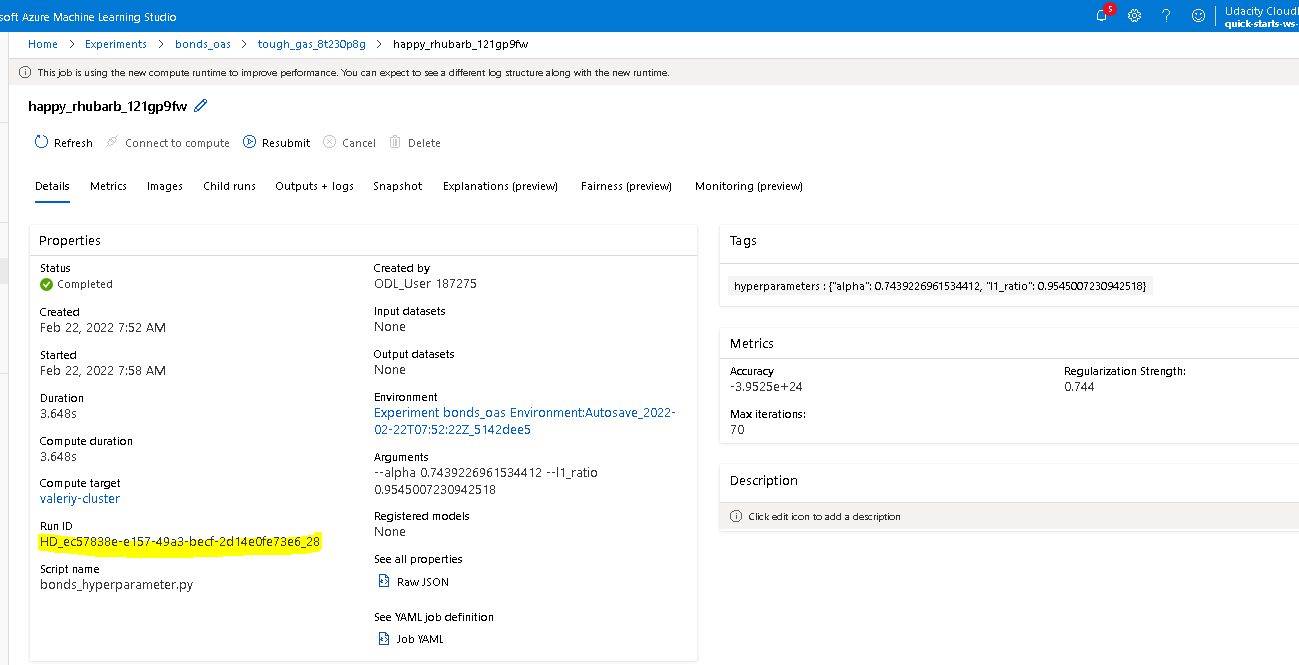 soft Azure Machine Learning Studio
5
Udacity Cloudl
quick-starts-ws-
Home > Experiments > bonds_oas > tough_gas_8t230p8g > happy_rhubarb_121gp9fw
This job is using the new compute runtime to improve performance. You can expect to see a different log structure along with the new runtime.
happy_rhubarb_121gp9fw
Refresh Connect to compute Resubmit Cancel Delete
Details Metrics Images Child runs Outputs + logs Snapshot Explanations (preview) Fairness (preview) Monitoring (preview)
Properties
Status
Completed
Created
Feb 22, 2022 7:52 AM
Started
Feb 22, 2022 7:58 AM
Duration
3.648s
Compute duration
3.648s
Compute target
valeriy-cluster
Run ID
HD_ec57838e-e157-49a3-becf-2d14e0fe73e6_28
Script name
bonds_hyperparameter.py
Created by
ODL_User 187275
Input datasets
None
Output datasets
None
Environment
Experiment bonds_oas Environment:Autosave_2022-
02-22T07:52:22Z_5142dee5
Arguments
--alpha 0.7439226961534412 --l1_ratio
0.9545007230942518
Registered models
None
See all properties
Raw JSON
See YAML job definition
Job YAML
Tags
hyperparameters : {"alpha": 0.7439226961534412, "l1_ratio": 0.9545007230942518}
Metrics
Accuracy
-3.9525e+24
Regularization Strength:
0.744
Max iterations:
70
Description
Click edit icon to add a description